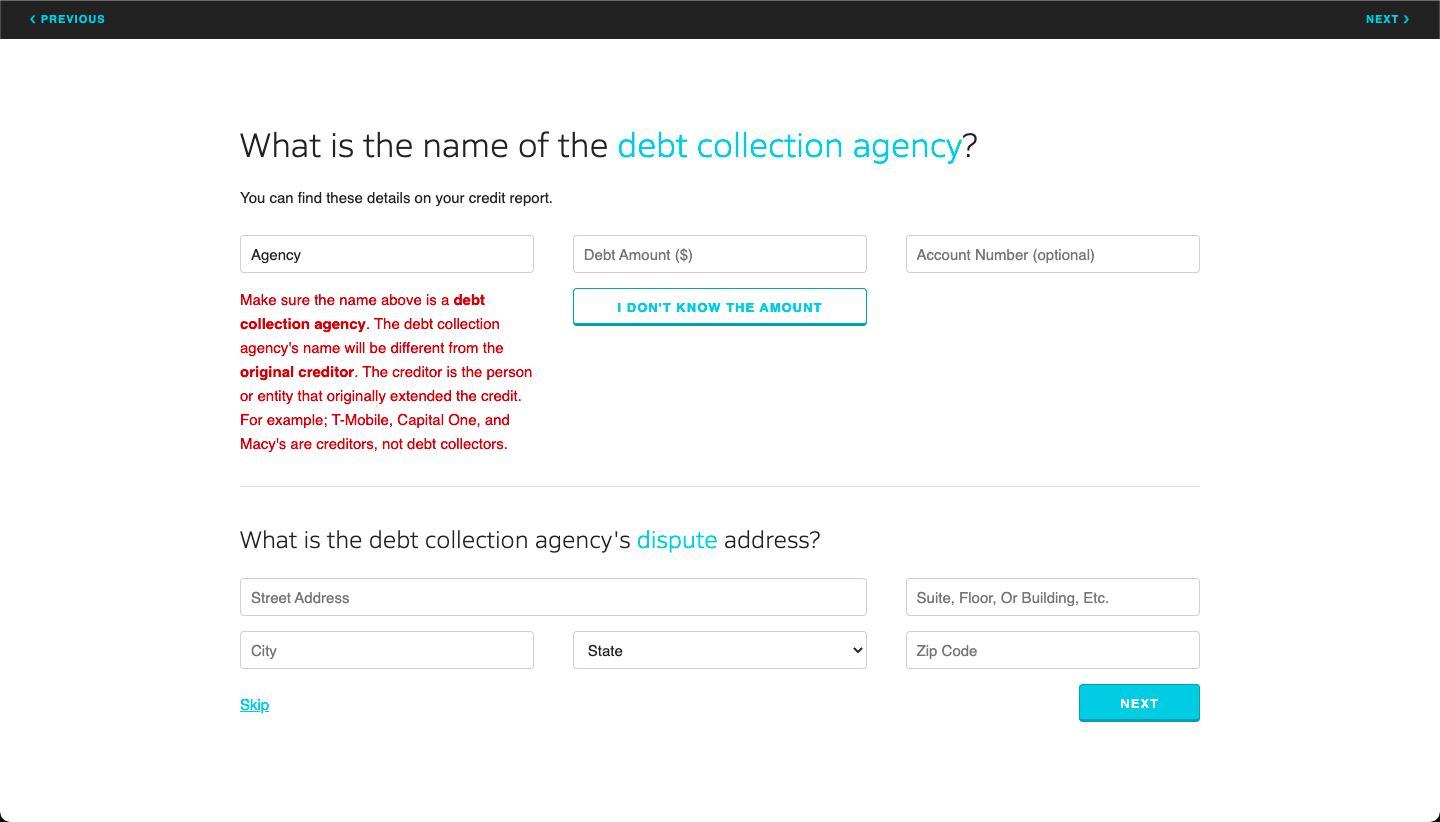 PREVIOUS
NEXT
What is the name of the debt collection agency?
You can find these details on your credit report.
Agency
Debt Amount ($)
Account Number (optional)
Make sure the name above is a debt
collection agency. The debt collection
agency's name will be different from the
original creditor. The creditor is the person
or entity that originally extended the credit.
For example; T-Mobile, Capital One, and
Macy's are creditors, not debt collectors.
I DON'T KNOW THE AMOUNT
What is the debt collection agency's dispute address?
Street Address
Suite, Floor, Or Building, Etc.
City
State
Zip Code
Skip
NEXT